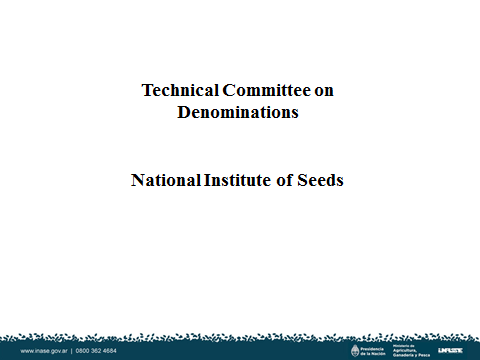 Technical Committee on
Denominations
National Institute of Seeds
www.inase.gov.ar | 0800 362 4684
Presidencia
de la Nación
Ministerio de
Agricultura,
Ganadería y Pesca
INASE